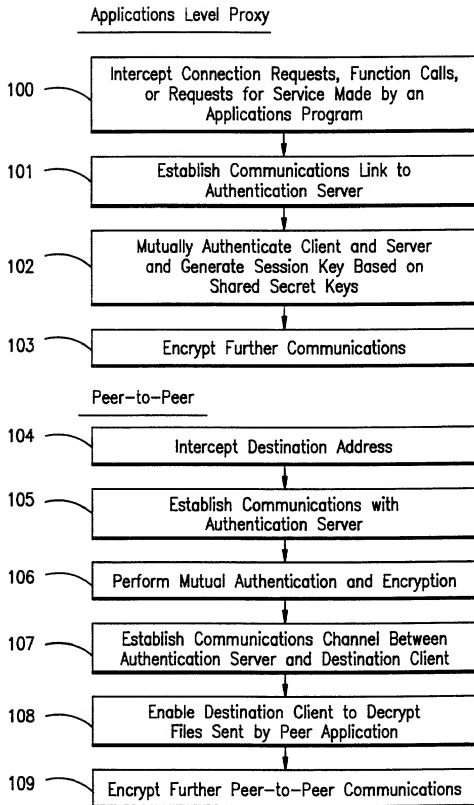 Applications Level Proxy
100
Intercept Connection Requests, Function Calls,
or Requests for Service Made by an
Applications Program
101
Establish Communications Link to
Authentication Server
102
Mutually Authenticate Client and Server
and Generate Session Key Based on
Shared Secret Keys
103
Encrypt Further Communications
Peer-to-Peer
104
Intercept Destination Address
105
Establish Communications with
Authentication Server
106
Perform Mutual Authentication and Encryption
107
Establish Communications Channel Between
Authentication Server and Destination Client
108
Enable Destination Client to Decrypt
Files Sent by Peer Application
109
Encrypt Further Peer-to-Peer Communications